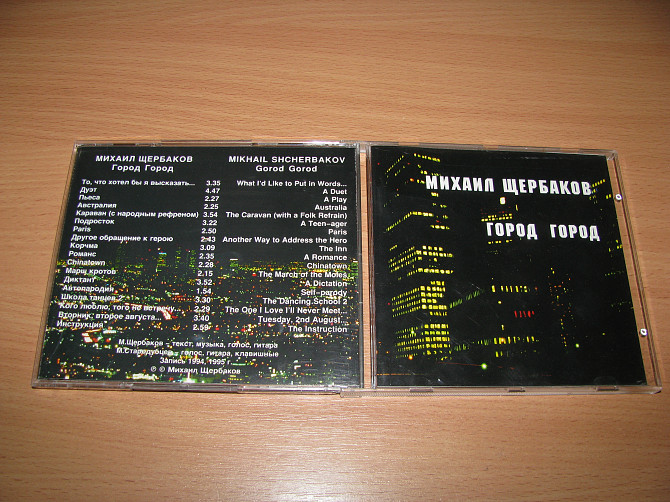 МИХАИЛ ЩЕРБАКОВ MIKHAIL SHCHERBAKOV
Город Город Gorod Gorod
То, что хотел бы я высказать... 3.35 What I'd Like to Put in Words...
Дуэт 4.47 A Duet
Пьеса 2.27 A Play
Австралия 2.25 Australia
Караван (с народным рефреном) 3.54 The Caravan (with a Folk Refrain)
Подросток 3.22 A Teen-ager
Paris 2.50 Paris
Другое обращение к герою 2.43 Another Way to Address the Hero
Корчма 3.09 The Inn
Романс 2.35 A Romance
Chinatown 2.28 Chinatown
Марш кротов 2.15 The March of the Moles
Диктант 3.52 A Dictation
Автопародия 1.54 Self-parody
Школа танцев 2 3.30 The Dancing School 2
Кого люблю, того не встречу... 2.29 The One I Love I'll Never Meet...
Вторник, второе августа... 3.40 Tuesday, 2nd August...
Инструкция 2.59 The Instruction
М.Щербаков - текст, музыка, голос, гитара
М.Стародубцев - голос, гитара, клавишные
Запись 1994, 1995 г
℗ © Михаил Щербаков
МИХАИЛ ЩЕРБАКОВ
ГОРОД ГОРОД